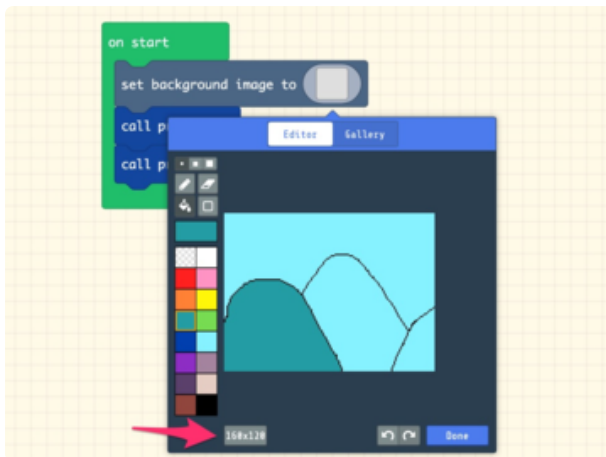 on start
set background image to
call p
Editor Gallery
call p
160x120
Done